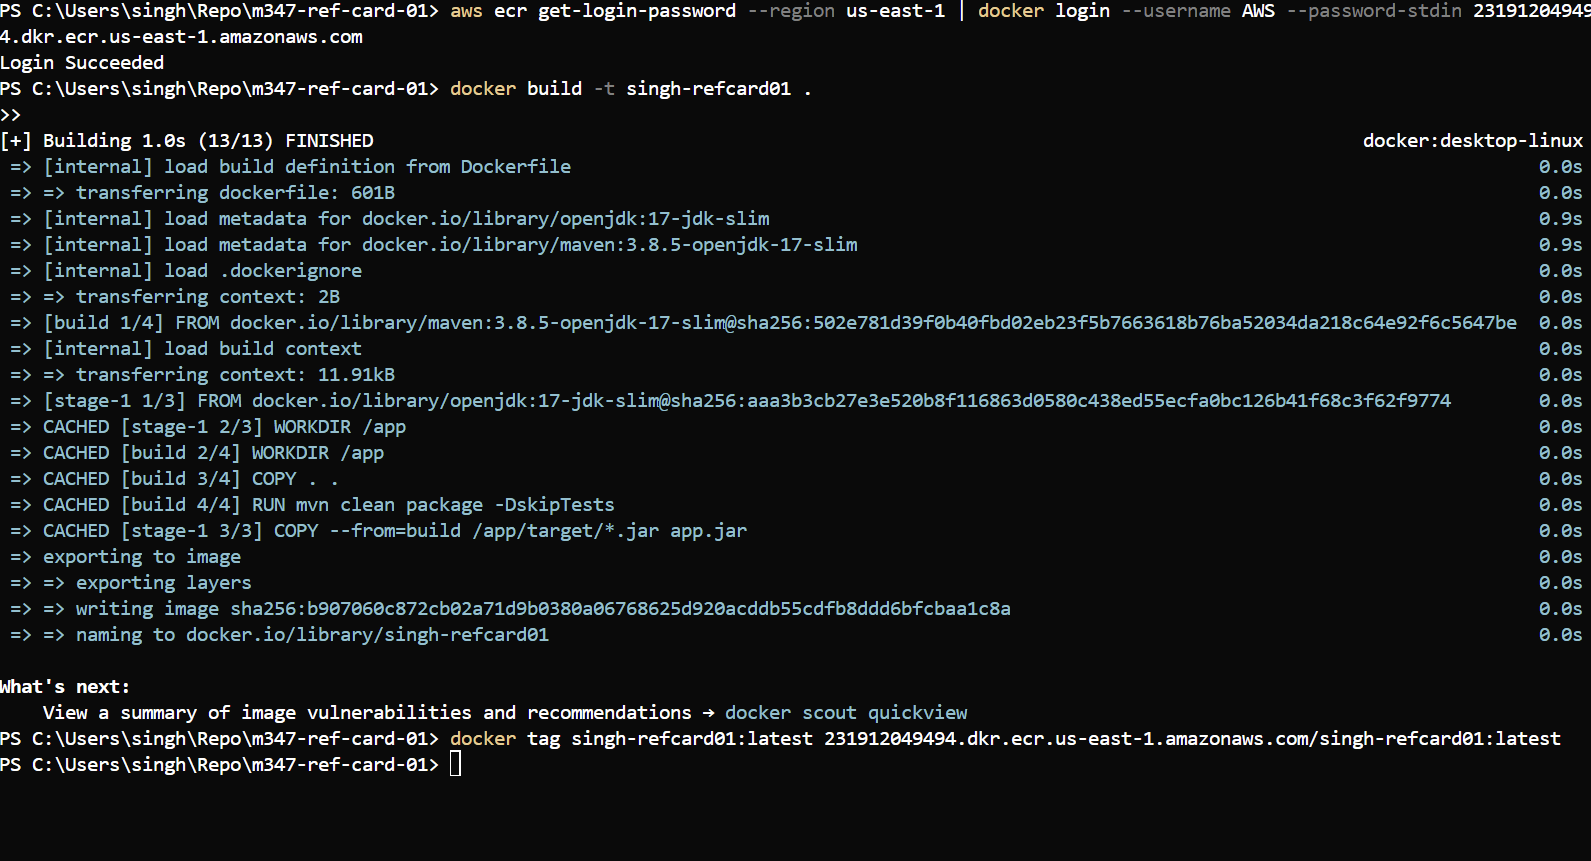 PS C:\Users\singh\Repo\m347-ref-card-01> aws ecr get-login-password --region us-east-1 | docker login --username AWS --password-stdin 23191204949
4.dkr.ecr.us-east-1.amazonaws.com
Login Succeeded
PS C:\Users\singh\Repo\m347-ref-card-01> docker build -t singh-refcard01 .
>>
[+] Building 1.0s (13/13) FINISHED docker:desktop-linux
=> [internal] load build definition from Dockerfile 0.0s
=> => transferring dockerfile: 601B 0.0s
=> [internal] load metadata for docker.io/library/openjdk:17-jdk-slim 0.9s
=> [internal] load metadata for docker.io/library/maven:3.8.5-openjdk-17-slim 0.9s
=> [internal] load .dockerignore 0.0s
=> => transferring context: 2B 0.0s
=> [build 1/4] FROM docker.io/library/maven:3.8.5-openjdk-17-slim@sha256:502e781d39f0b40fbd02eb23f5b7663618b76ba52034da218c64e92f6c5647be 0.0s
=> [internal] load build context 0.0s
=> => transferring context: 11.91kB 0.0s
=> [stage-1 1/3] FROM docker.io/library/openjdk:17-jdk-slim@sha256:aaa3b3cb27e3e520b8f116863d0580c438ed55ecfa0bc126b41f68c3f62f9774 0.0s
=> CACHED [stage-1 2/3] WORKDIR /app 0.0s
=> CACHED [build 2/4] WORKDIR /app 0.0s
=> CACHED [build 3/4] COPY . . 0.0s
=> CACHED [build 4/4] RUN mvn clean package -DskipTests 0.0s
=> CACHED [stage-1 3/3] COPY --from=build /app/target/*.jar app.jar 0.0s
=> exporting to image 0.0s
=> => exporting layers 0.0s
=> => writing image sha256:b907060c872cb02a71d9b0380a06768625d920acddb55cdfb8ddd6bfcbaa1c8a 0.0s
=> => naming to docker.io/library/singh-refcard01 0.0s
What's next:
View a summary of image vulnerabilities and recommendations → docker scout quickview
PS C:\Users\singh\Repo\m347-ref-card-01> docker tag singh-refcard01:latest 231912049494.dkr.ecr.us-east-1.amazonaws.com/singh-refcard01:latest
PS C:\Users\singh\Repo\m347-ref-card-01>